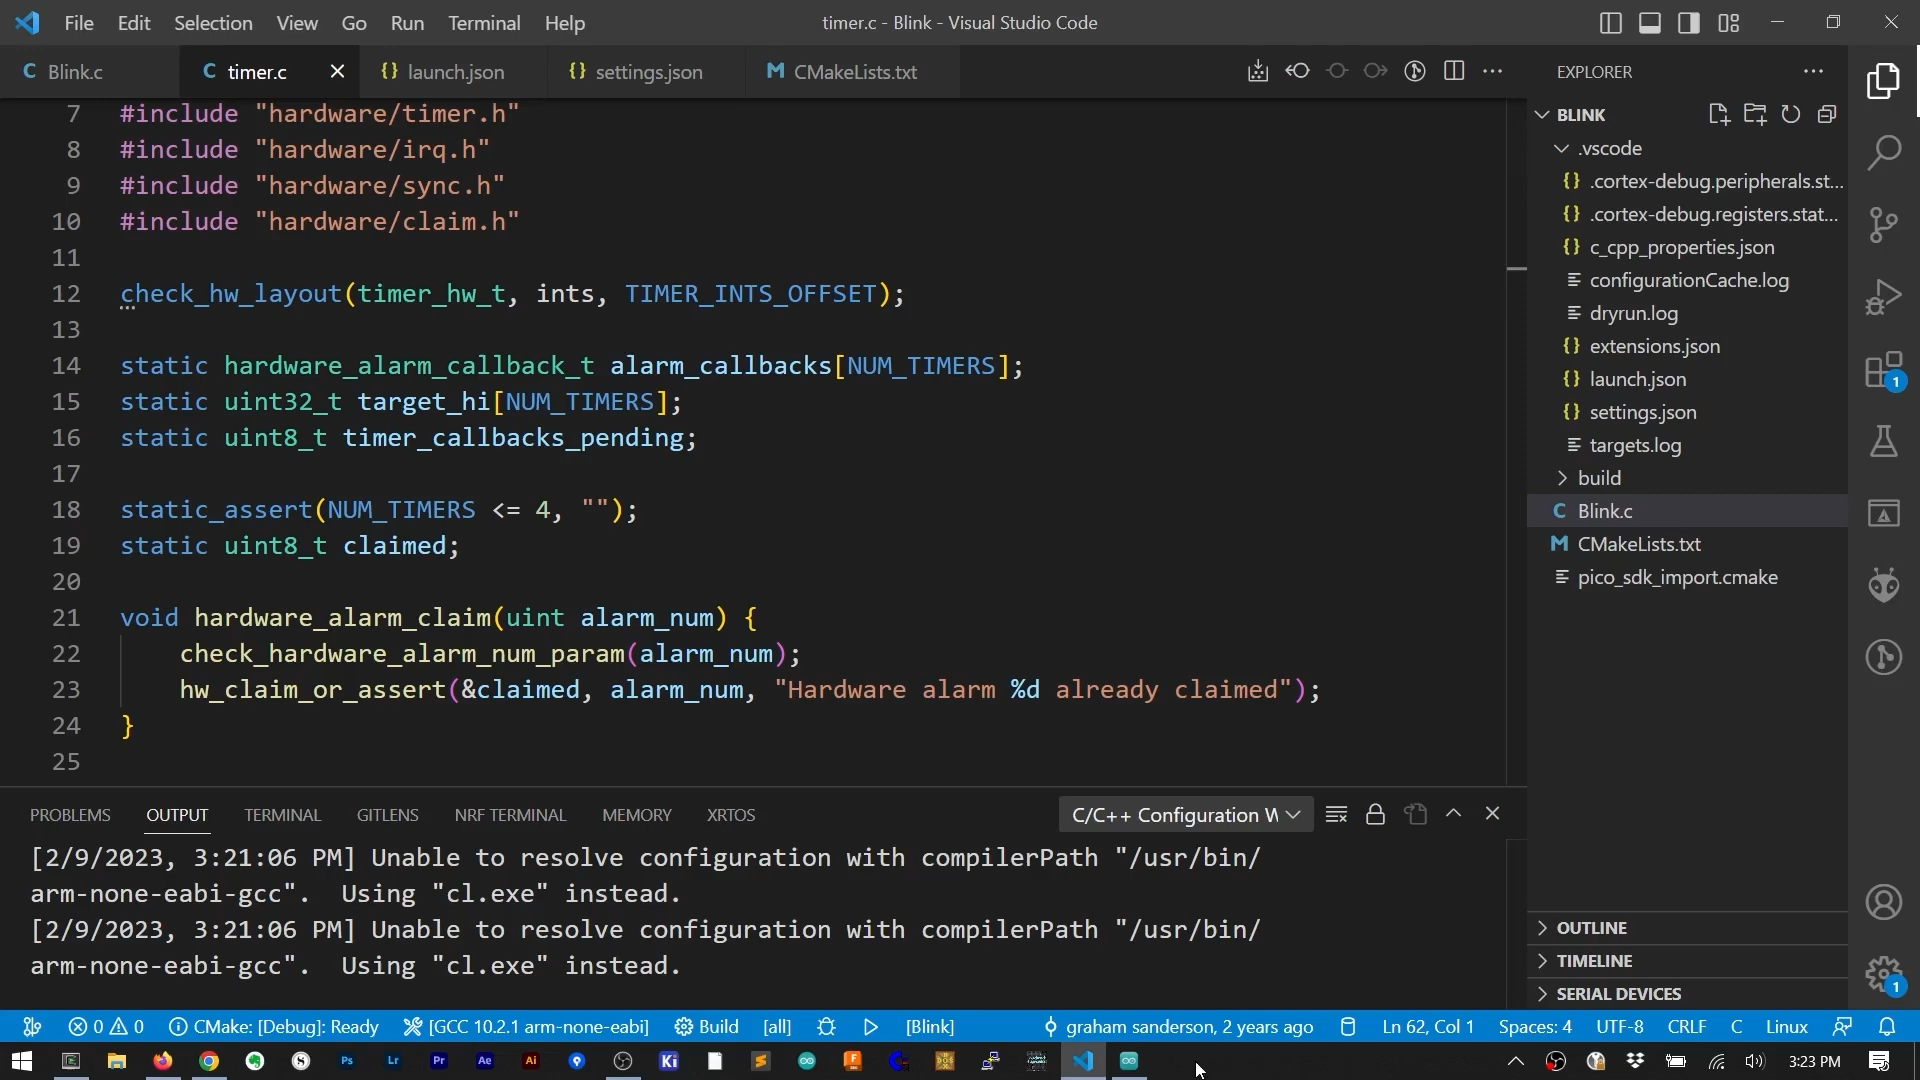 File Edit Selection View Go Run Terminal Help timer.c - Blink - Visual Studio Code
C Blink.c C timer.c {} launch.json {} settings.json M CMakeLists.txt
7 #include "hardware/timer.h"
8 #include "hardware/irq.h"
9 #include "hardware/sync.h"
10 #include "hardware/claim.h"
11
12 check_hw_layout(timer_hw_t, ints, TIMER_INTS_OFFSET);
13
14 static hardware_alarm_callback_t alarm_callbacks[NUM_TIMERS];
15 static uint32_t target_hi[NUM_TIMERS];
16 static uint8_t timer_callbacks_pending;
17
18 static_assert(NUM_TIMERS <= 4, "");
19 static uint8_t claimed;
20
21 void hardware_alarm_claim(uint alarm_num) {
22 check_hardware_alarm_num_param(alarm_num);
23 hw_claim_or_assert(&claimed, alarm_num, "Hardware alarm %d already claimed");
24 }
25
EXPLORER
BLINK
.vscode
{} .cortex-debug.peripherals.st...
{} .cortex-debug.registers.stat...
{} c_cpp_properties.json
configurationCache.log
dryrun.log
{} extensions.json
{} launch.json
{} settings.json
targets.log
build
C Blink.c
M CMakeLists.txt
pico_sdk_import.cmake
OUTLINE
TIMELINE
SERIAL DEVICES
1
1
PROBLEMS OUTPUT TERMINAL GITLENS NRF TERMINAL MEMORY XRTOS C/C++ Configuration W
[2/9/2023, 3:21:06 PM] Unable to resolve configuration with compilerPath "/usr/bin/
arm-none-eabi-gcc".  Using "cl.exe" instead.
[2/9/2023, 3:21:06 PM] Unable to resolve configuration with compilerPath "/usr/bin/
arm-none-eabi-gcc".  Using "cl.exe" instead.
0 0 CMake: [Debug]: Ready [GCC 10.2.1 arm-none-eabi] Build [all] [Blink] graham sanderson, 2 years ago Ln 62, Col 1 Spaces: 4 UTF-8 CRLF C Linux
Ps Lr Pr Ae Ai Ki 3:23 PM